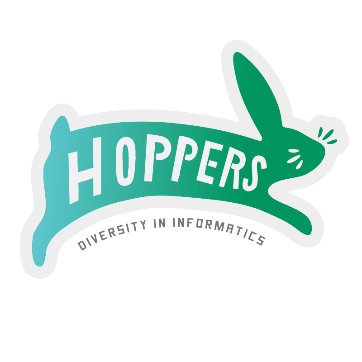 HOPPERS
DIVERSITY IN INFORMATICS